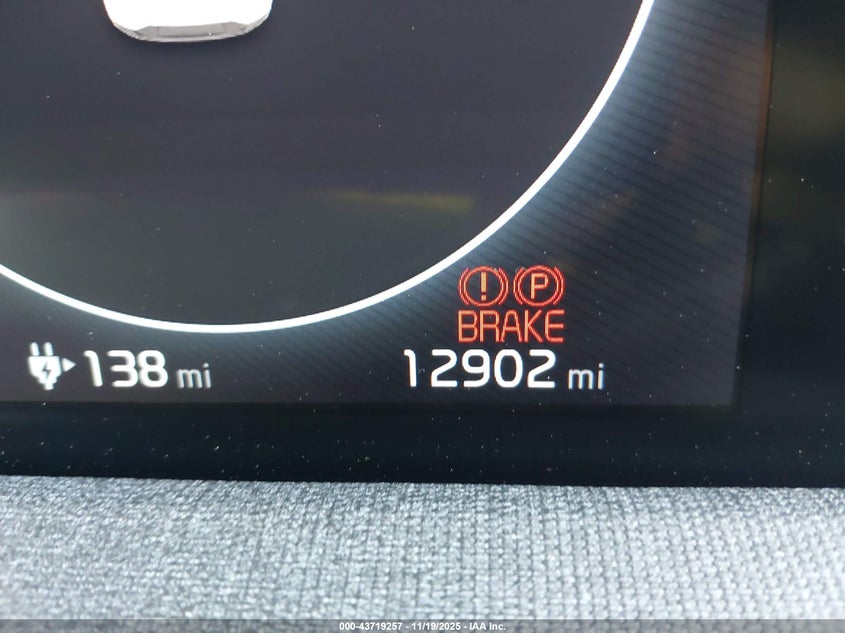 BRAKE
138 mi
12902 mi
000-43719257 - 11/19/2025 - IAA Inc.